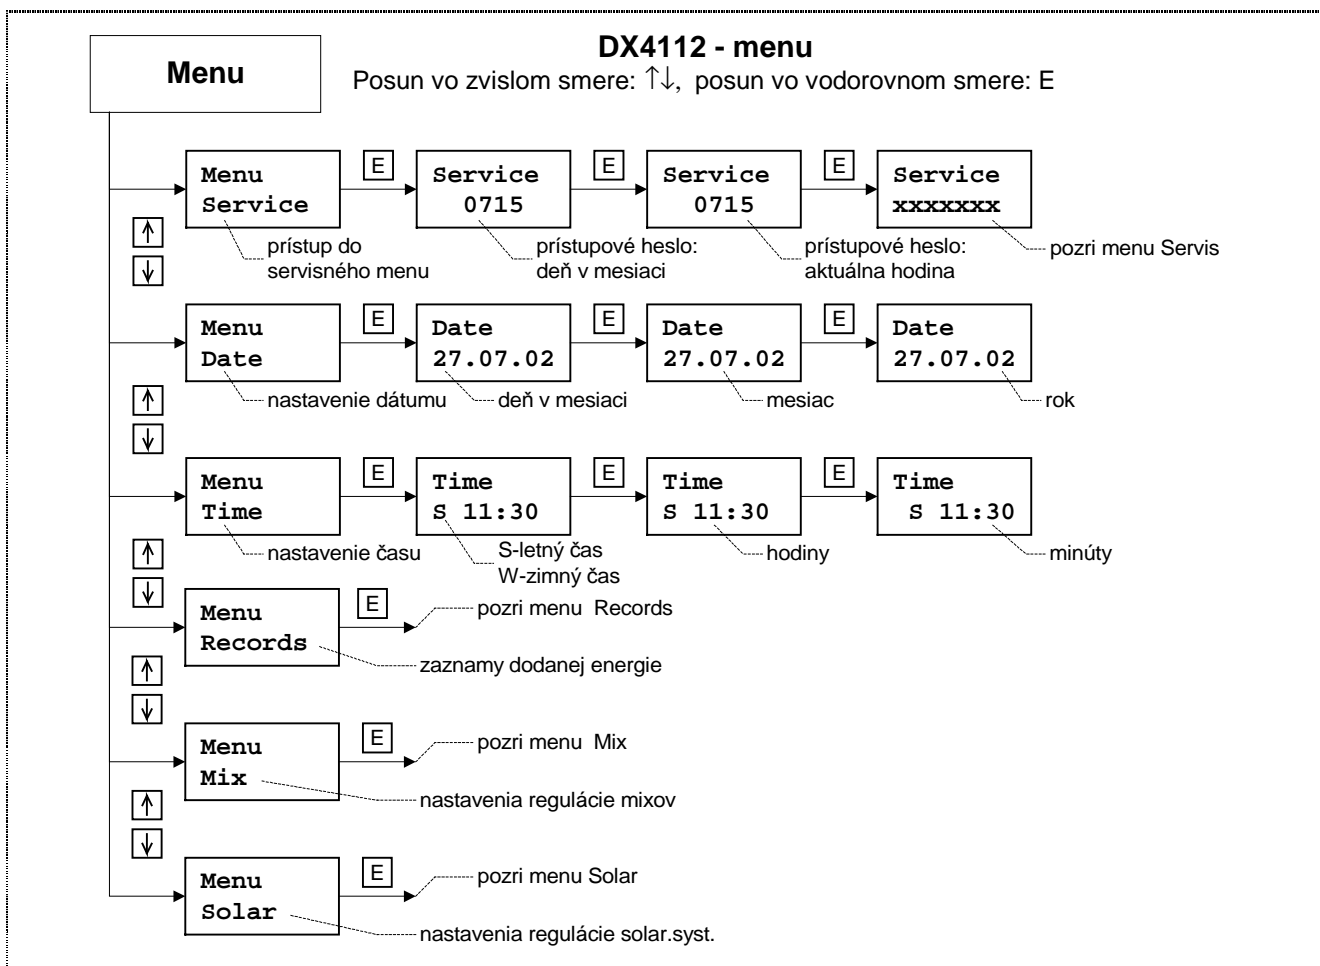 DX4112 - menu
Menu
Posun vo zvislom smere: ↑↓, posun vo vodorovnom smere: E
Menu
Service
E
Service
0715
E
Service
0715
E
Service
xxxxxxx
↑
↓
prístup do
servisného menu
prístupové heslo:
deň v mesiaci
prístupové heslo:
aktuálna hodina
pozri menu Servis
Menu
Date
E
Date
27.07.02
E
Date
27.07.02
E
Date
27.07.02
↑
↓
nastavenie dátumu
deň v mesiaci
mesiac
rok
Menu
Time
E
Time
S 11:30
E
Time
S 11:30
E
Time
S 11:30
↑
↓
nastavenie času
S-letný čas
W-zimný čas
hodiny
minúty
Menu
Records
E
pozri menu Records
zaznamy dodanej energie
↑
↓
Menu
Mix
E
pozri menu Mix
nastavenia regulácie mixov
↑
↓
Menu
Solar
E
pozri menu Solar
nastavenia regulácie solar.syst.